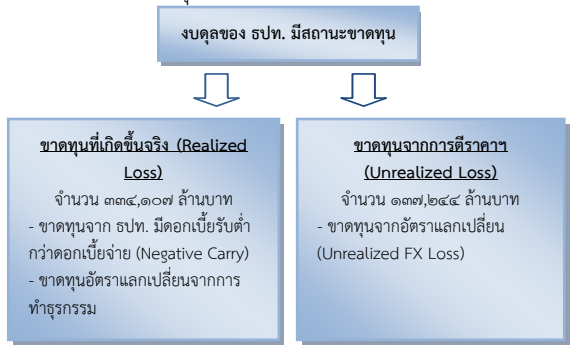 งบดุลของ ธปท. มีสถานะขาดทุน
ขาดทุนที่เกิดขึ้นจริง (Realized
Loss)
จำนวน ๓๓๔,๑๐๗ ล้านบาท
- ขาดทุนจาก ธปท. มีดอกเบี้ยรับต่ำ
กว่าดอกเบี้ยจ่าย (Negative Carry)
- ขาดทุนอัตราแลกเปลี่ยนจากการ
ทำธุรกรรม
ขาดทุนจากการตีราคาฯ
(Unrealized Loss)
จำนวน ๑๓๗,๒๔๔ ล้านบาท
- ขาดทุนจากอัตราแลกเปลี่ยน
(Unrealized FX Loss)